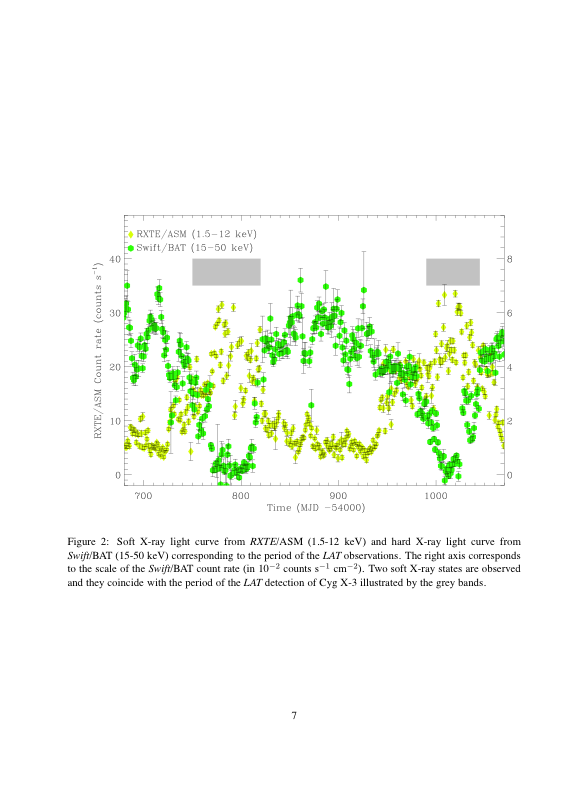 RXTE/ASM (1.5−12 keV)
Swift/BAT (15−50 keV)
40
30
20
10
0
8
6
4
2
0
RXTE/ASM Count rate (counts s⁻¹)
700
800
900
1000
Time (MJD −54000)
Figure 2: Soft X-ray light curve from RXTE/ASM (1.5-12 keV) and hard X-ray light curve from
Swift/BAT (15-50 keV) corresponding to the period of the LAT observations. The right axis corresponds
to the scale of the Swift/BAT count rate (in 10⁻² counts s⁻¹ cm⁻²). Two soft X-ray states are observed
and they coincide with the period of the LAT detection of Cyg X-3 illustrated by the grey bands.
7